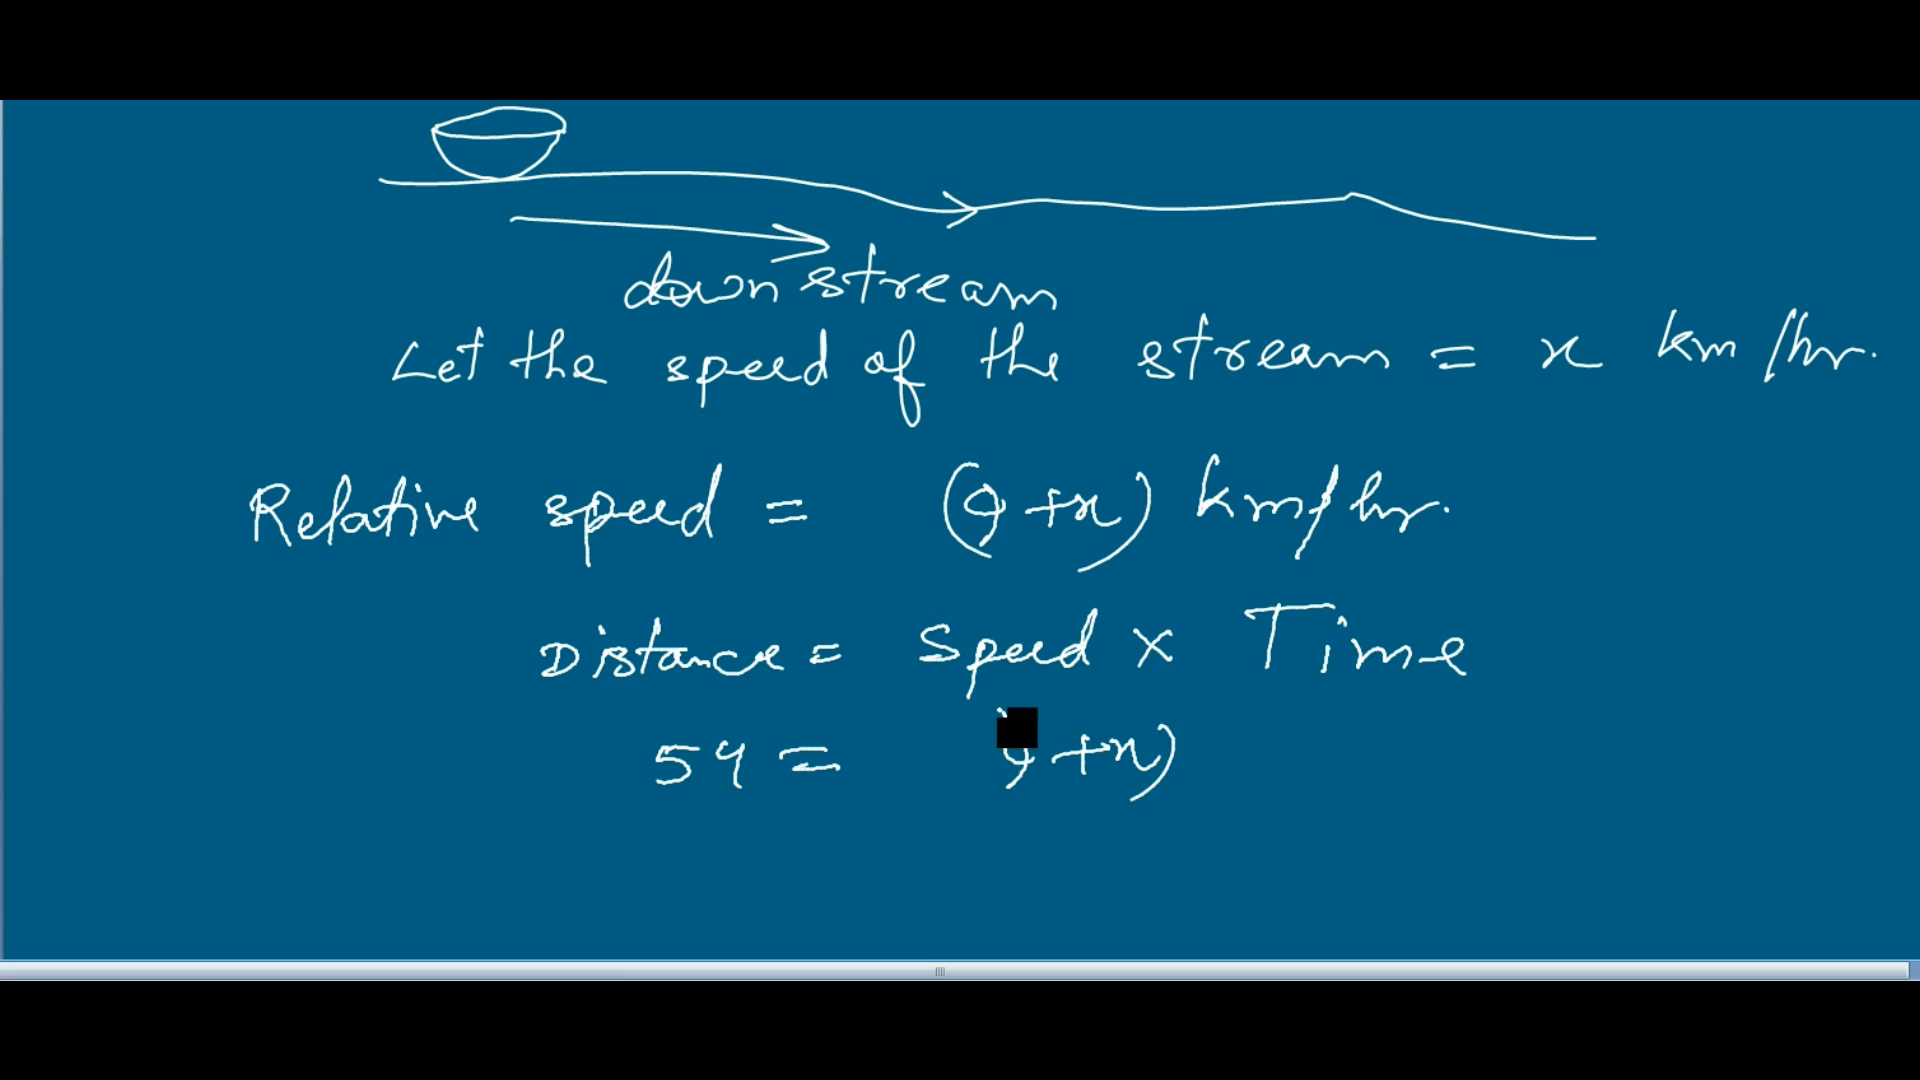 down stream
Let the speed of the stream = x km/hr.
Relative speed = (9+x) km/hr.
Distance = Speed × Time
54 = 9+x)